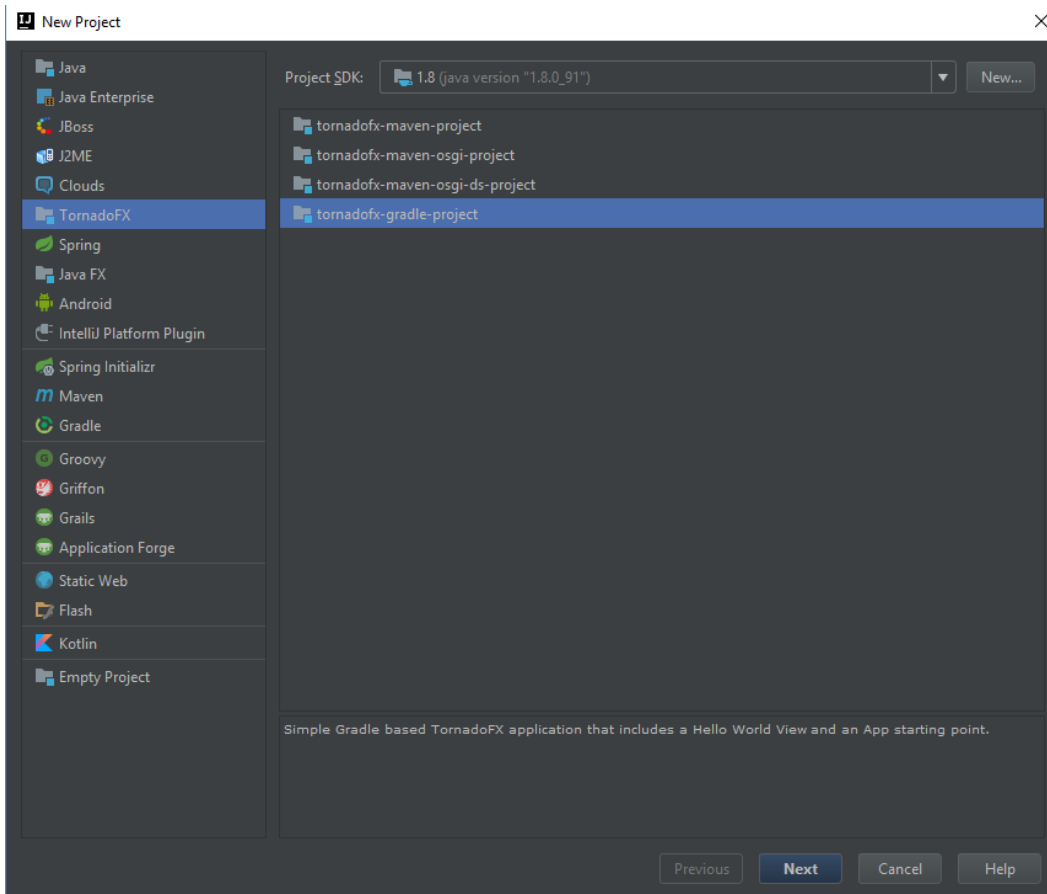 New Project
Java
Java Enterprise
JBoss
J2ME
Clouds
TornadoFX
Spring
Java FX
Android
IntelliJ Platform Plugin
Spring Initializr
Maven
Gradle
Groovy
Griffon
Grails
Application Forge
Static Web
Flash
Kotlin
Empty Project
Project SDK: 1.8 (java version "1.8.0_91") New...
tornadofx-maven-project
tornadofx-maven-osgi-project
tornadofx-maven-osgi-ds-project
tornadofx-gradle-project
Simple Gradle based TornadoFX application that includes a Hello World View and an App starting point.
Previous Next Cancel Help